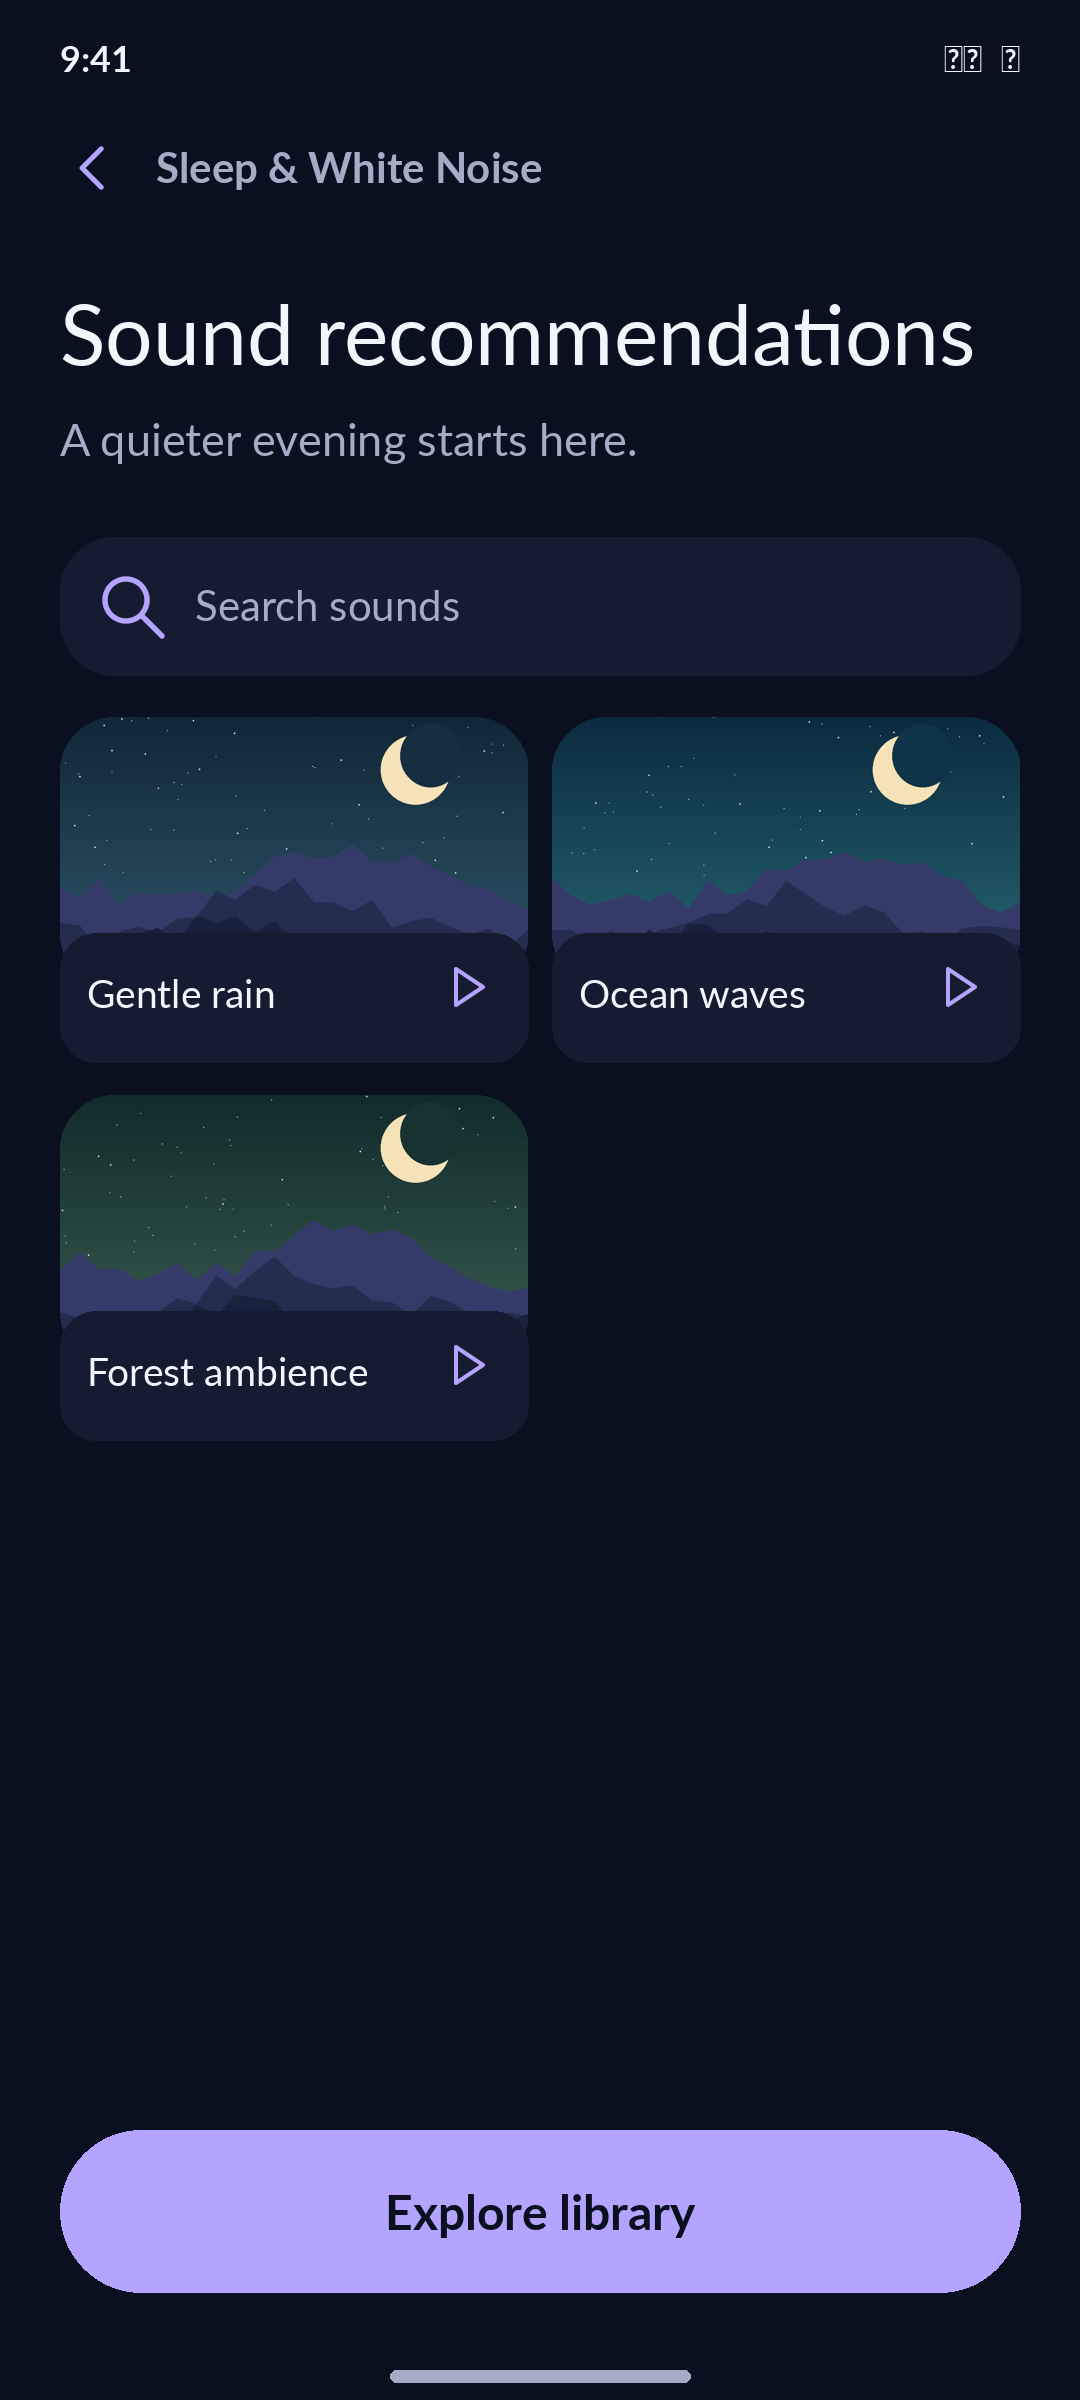 9:41
Sleep & White Noise
Sound recommendations
A quieter evening starts here.
Search sounds
Gentle rain
Ocean waves
Forest ambience
Explore library